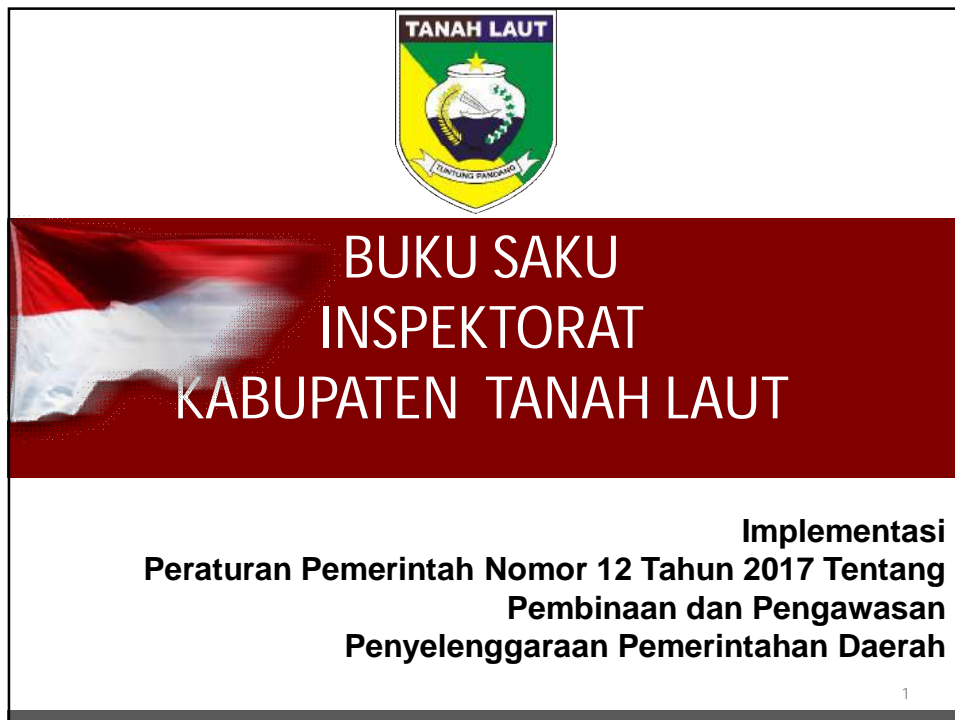 TANAH LAUT
TUNTUNG PANDANG
BUKU SAKU
INSPEKTORAT
KABUPATEN TANAH LAUT
Implementasi
Peraturan Pemerintah Nomor 12 Tahun 2017 Tentang
Pembinaan dan Pengawasan
Penyelenggaraan Pemerintahan Daerah
1